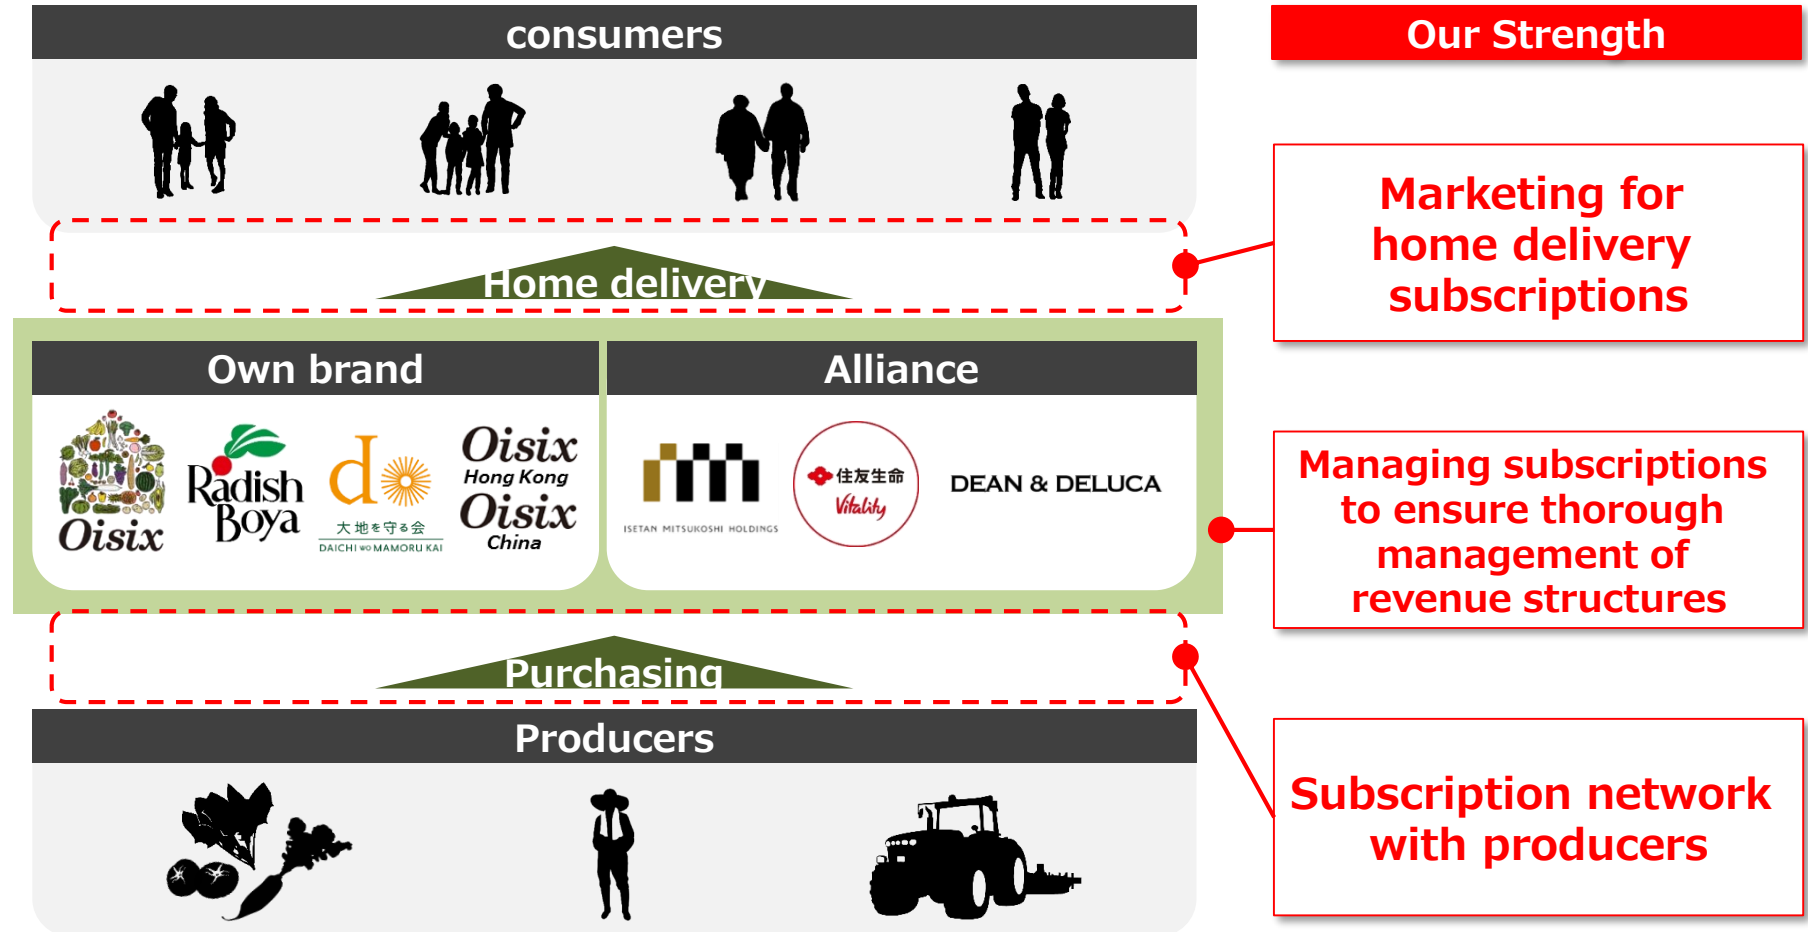 consumers
Our Strength
Marketing for
home delivery
subscriptions
Home delivery
Own brand
Alliance
Oisix
Radish
Boya
d
大地を守る会
DAICHI WO MAMORU KAI
Oisix
Hong Kong
Oisix
China
ISETAN MITSUKOSHI HOLDINGS
住友生命
Vitality
DEAN & DELUCA
Managing subscriptions
to ensure thorough
management of
revenue structures
Purchasing
Producers
Subscription network
with producers